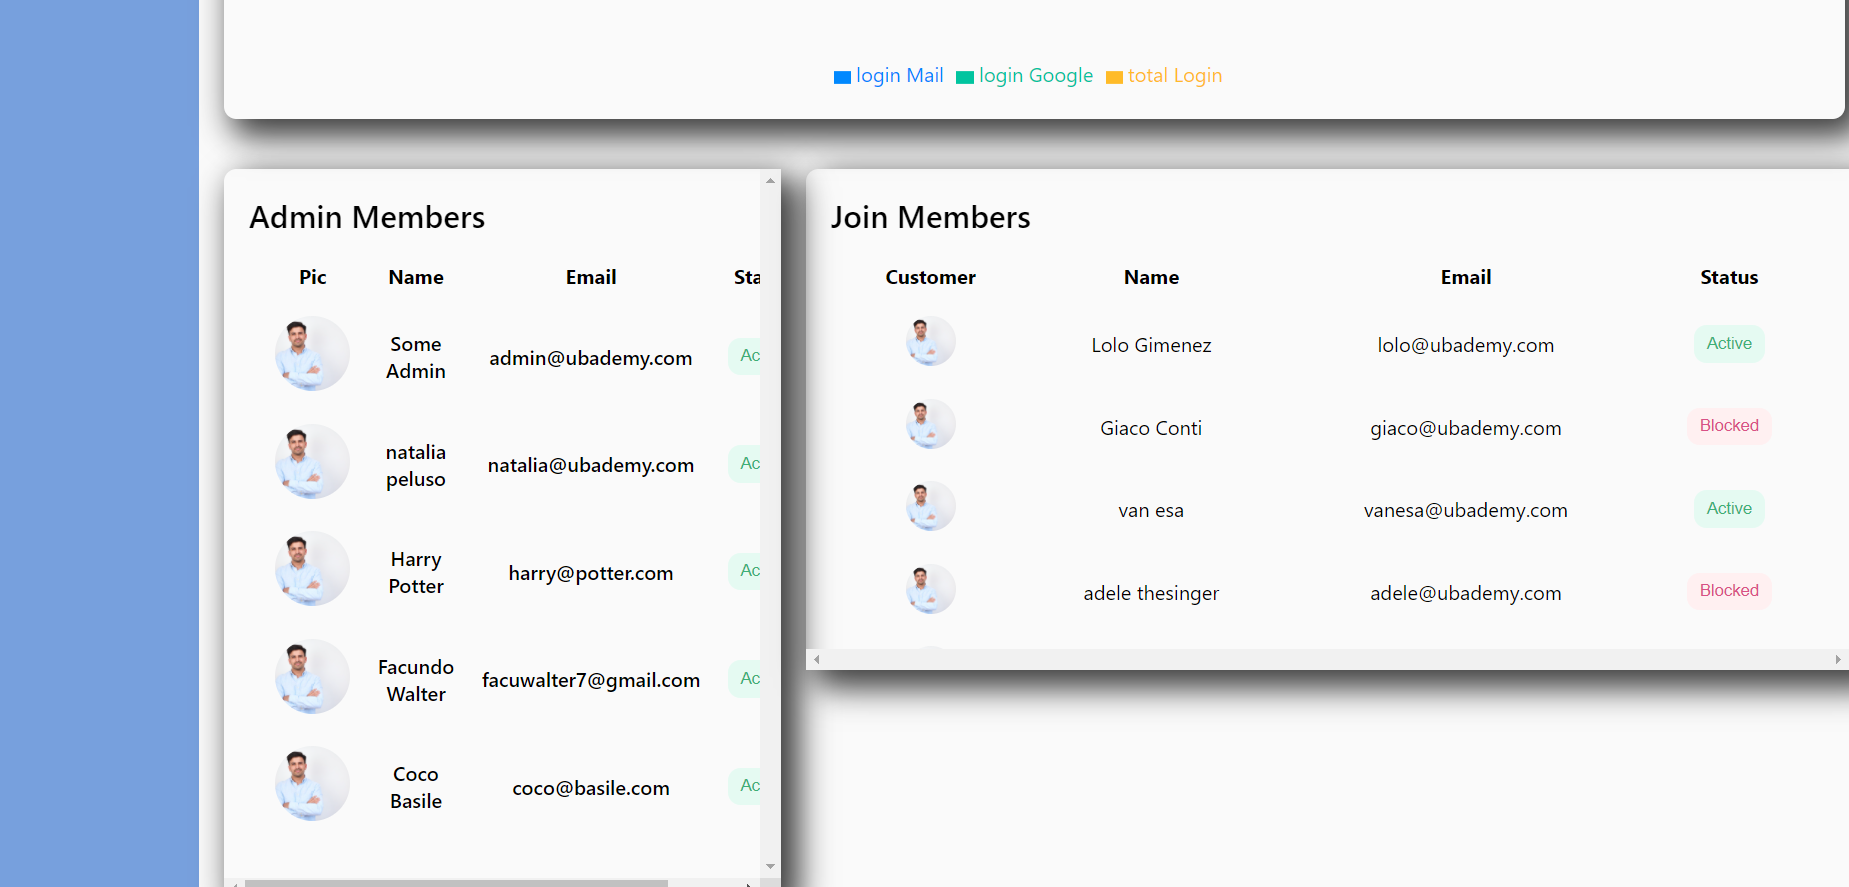 login Mail login Google total Login
Admin Members
Pic Name Email Sta
Some Admin admin@ubademy.com Ac
natalia peluso natalia@ubademy.com Ac
Harry Potter harry@potter.com Ac
Facundo Walter facuwalter7@gmail.com Ac
Coco Basile coco@basile.com Ac
Join Members
Customer Name Email Status
Lolo Gimenez lolo@ubademy.com Active
Giaco Conti giaco@ubademy.com Blocked
van esa vanesa@ubademy.com Active
adele thesinger adele@ubademy.com Blocked